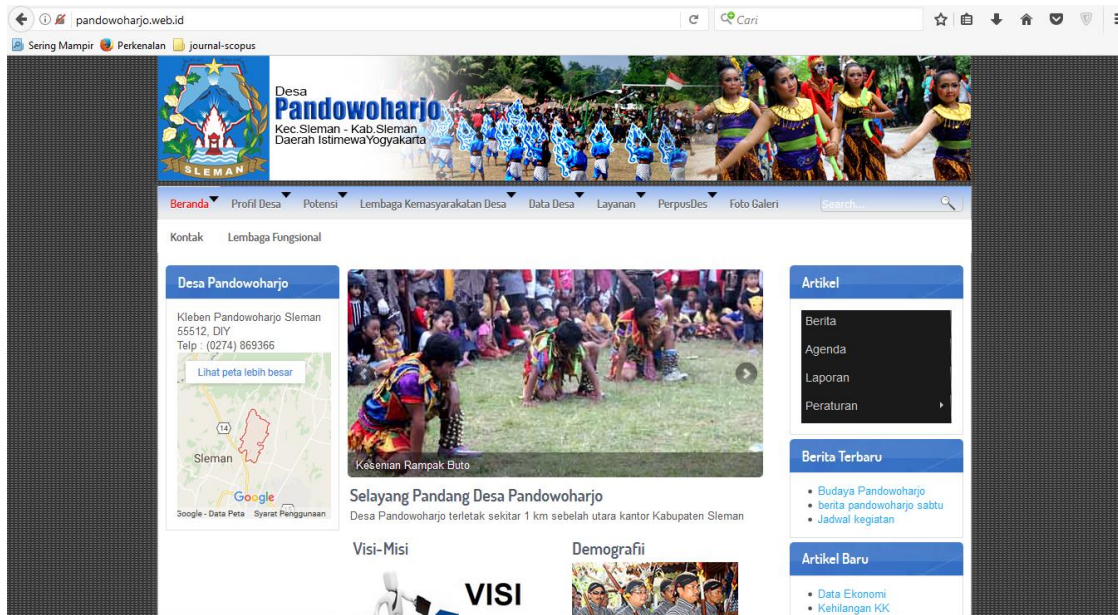 pandowoharjo.web.id
Cari
Sering Mampir Perkenalan journal-scopus
Desa
Pandowoharjo
Kec.Sleman - Kab.Sleman
Daerah IstimewaYogyakarta
SLEMAN
Beranda Profil Desa Potensi Lembaga Kemasyarakatan Desa Data Desa Layanan PerpusDes Foto Galeri Search...
Kontak Lembaga Fungsional
Desa Pandowoharjo
Kleben Pandowoharjo Sleman
55512, DIY
Telp : (0274) 869366
Lihat peta lebih besar
14
Sleman
Google
Google - Data Peta Syarat Penggunaan
Kesenian Rampak Buto
Selayang Pandang Desa Pandowoharjo
Desa Pandowoharjo terletak sekitar 1 km sebelah utara kantor Kabupaten Sleman
Visi-Misi
VISI
Demografii
Artikel
Berita
Agenda
Laporan
Peraturan
Berita Terbaru
Budaya Pandowoharjo
berita pandowoharjo sabtu
Jadwal kegiatan
Artikel Baru
Data Ekonomi
Kehilangan KK